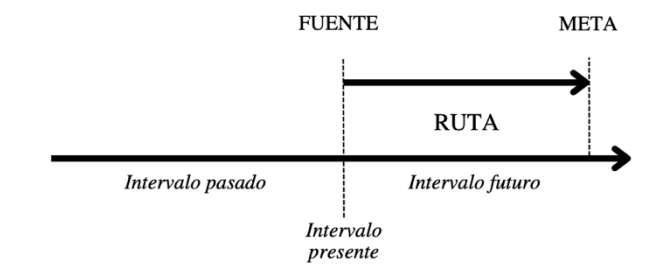 FUENTE META
RUTA
Intervalo pasado Intervalo futuro
Intervalo
presente